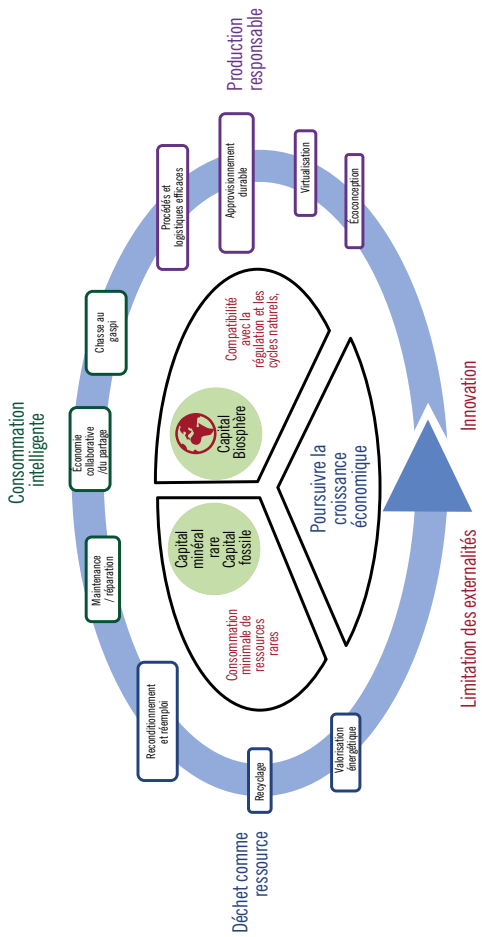 Consommation
intelligente
Production
responsable
Déchet comme
ressource
Limitation des externalités
Innovation
Reconditionnement
et réemploi
Maintenance
/ réparation
Économie
collaborative
/du partage
Chasse au
gaspi
Procédés et
logistiques efficaces
Approvisionnement
durable
Virtualisation
Écoconception
Recyclage
Valorisation
énergétique
Capital
minéral
rare
Capital
fossile
Consommation
minimale de
ressources
rares
Capital
Biosphère
Compatibilité
avec la
régulation et les
cycles naturels,
Poursuivre la
croissance
économique